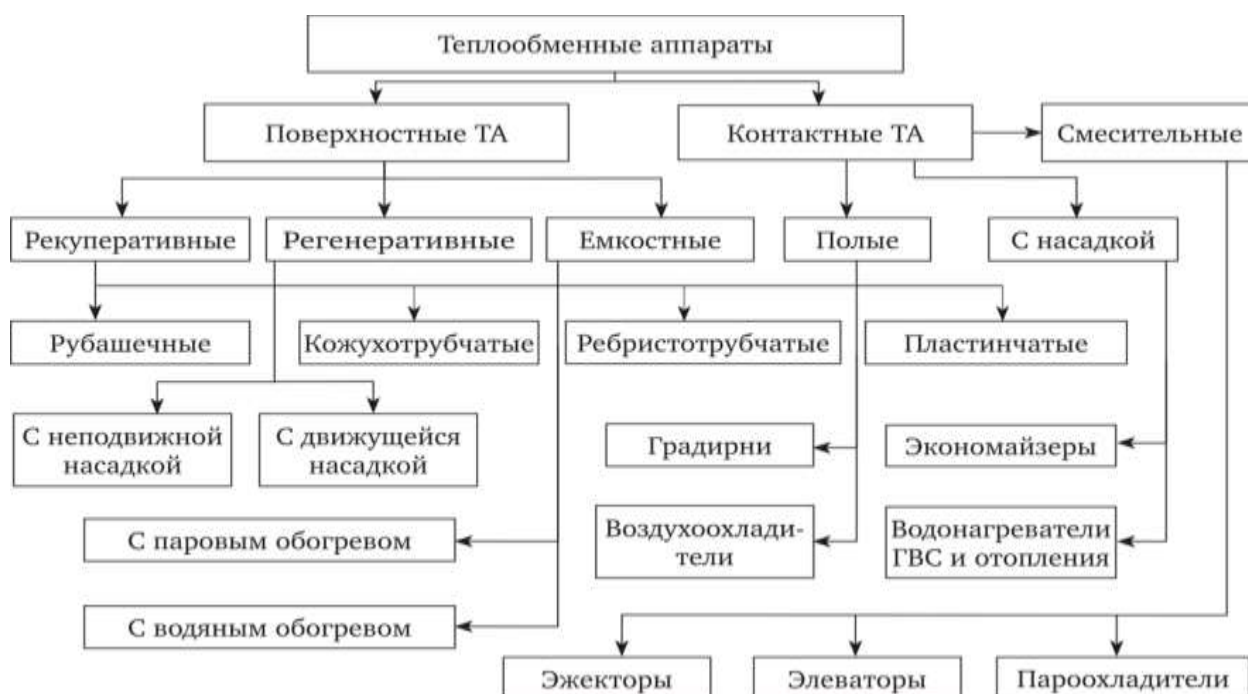 Теплообменные аппараты
Поверхностные ТА
Контактные ТА
Смесительные
Рекуперативные
Регенеративные
Емкостные
Полые
С насадкой
Рубашечные
Кожухотрубчатые
Ребристотрубчатые
Пластинчатые
С неподвижной
насадкой
С движущейся
насадкой
Градирни
Экономайзеры
С паровым обогревом
Воздухоохлади-
тели
Водонагреватели
ГВС и отопления
С водяным обогревом
Эжекторы
Элеваторы
Пароохладители